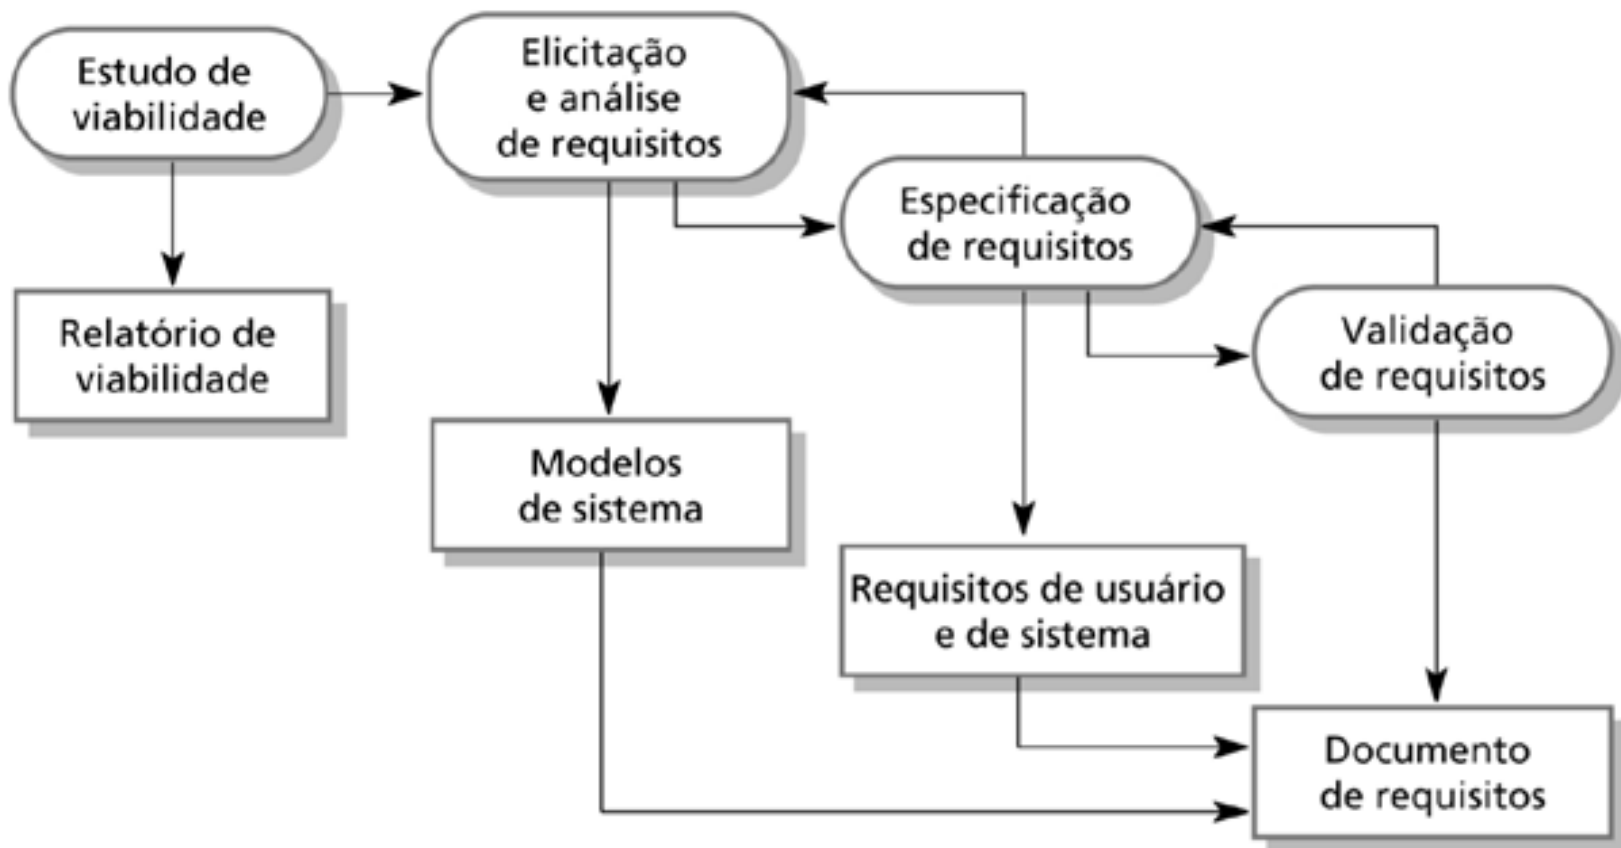 Estudo de
viabilidade
Elicitação
e análise
de requisitos
Especificação
de requisitos
Validação
de requisitos
Relatório de
viabilidade
Modelos
de sistema
Requisitos de usuário
e de sistema
Documento
de requisitos